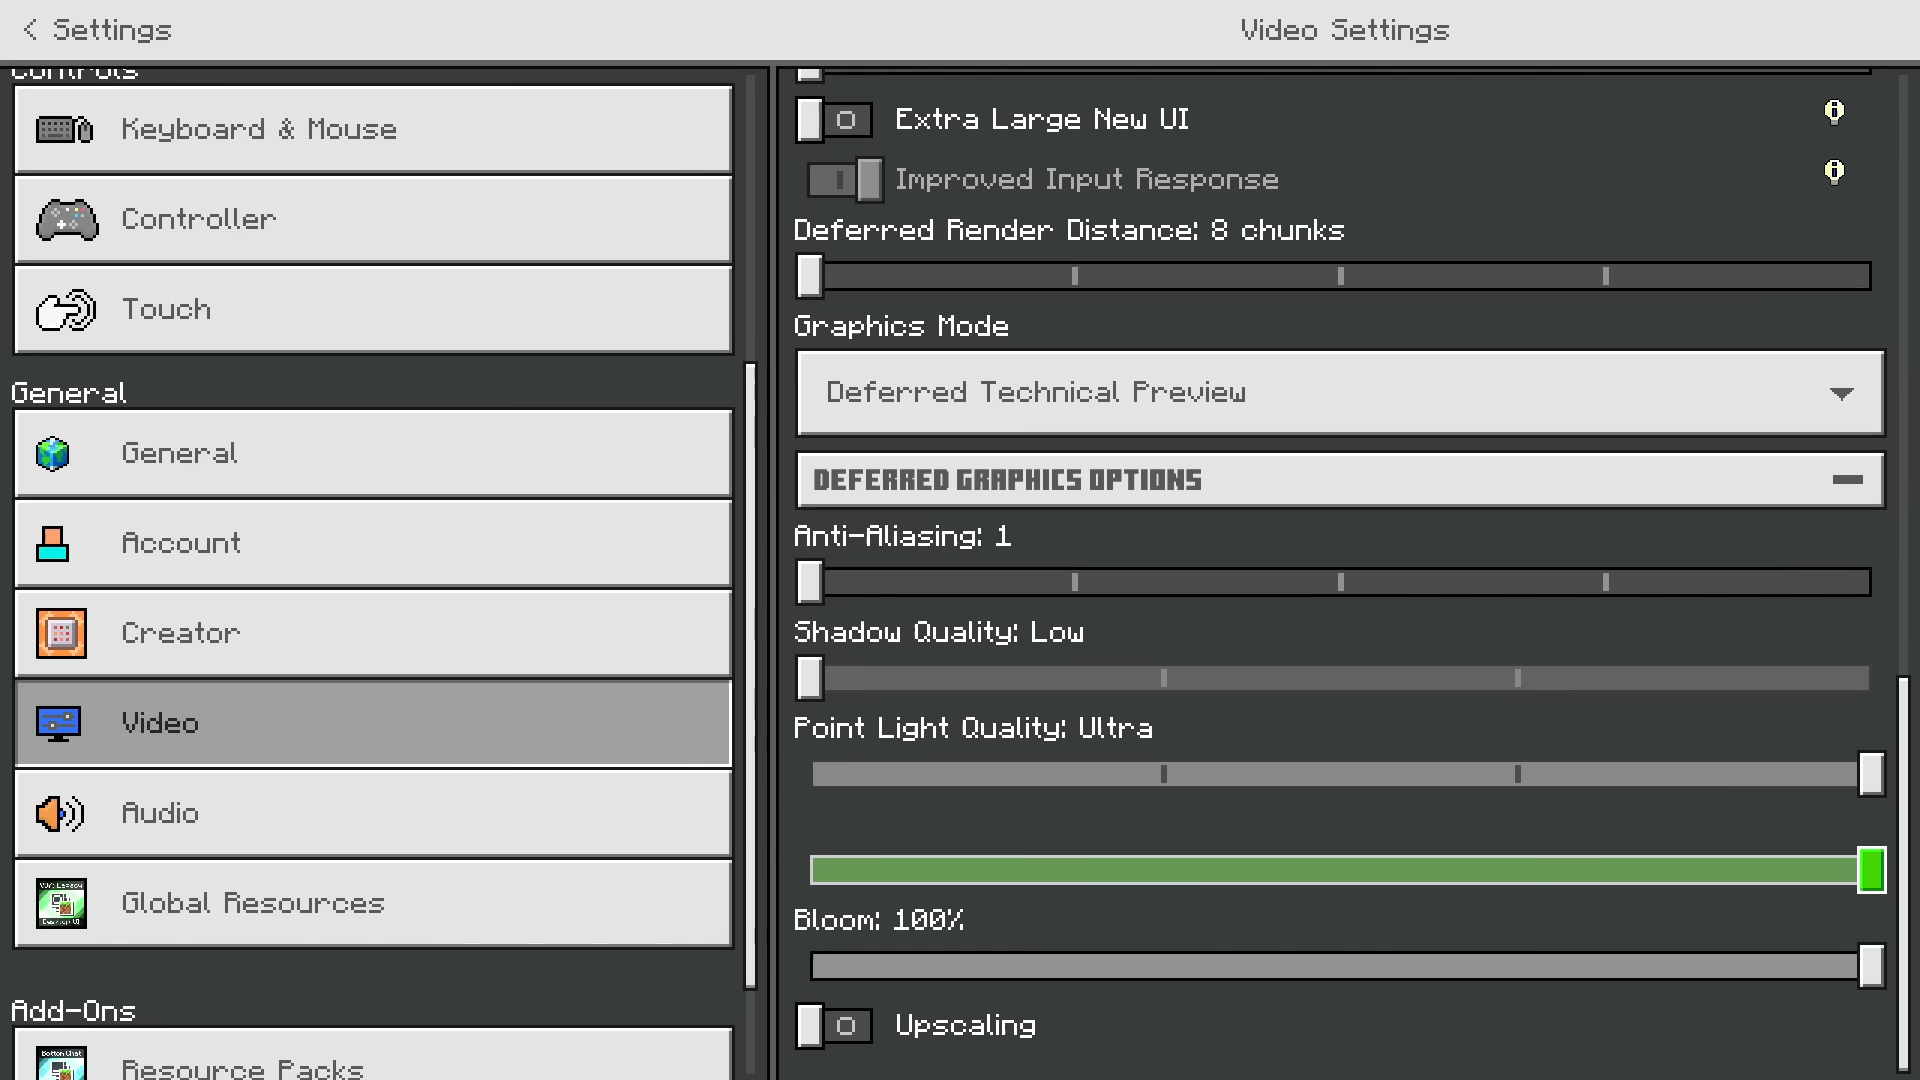 Settings
Video Settings
Controls
Keyboard & Mouse
Controller
Touch
General
General
Account
Creator
Video
Audio
Global Resources
Add-Ons
Resource Packs
Extra Large New UI
Improved Input Response
Deferred Render Distance: 8 chunks
Graphics Mode
Deferred Technical Preview
DEFERRED GRAPHICS OPTIONS
Anti-Aliasing: 1
Shadow Quality: Low
Point Light Quality: Ultra
Bloom: 100%
Upscaling